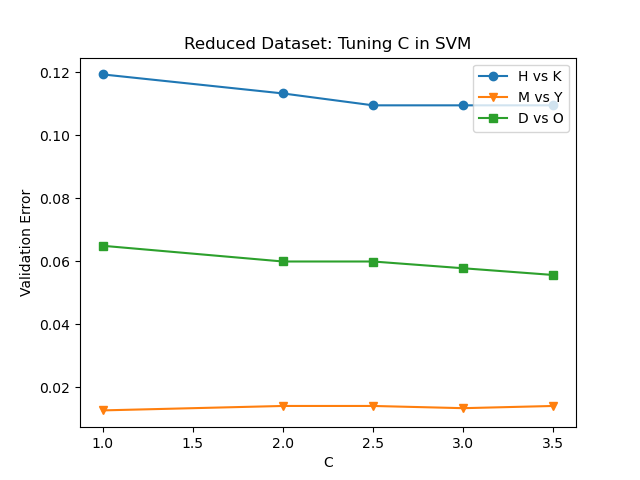 Reduced Dataset: Tuning C in SVM
H vs K
M vs Y
D vs O
Validation Error
0.12
0.10
0.08
0.06
0.04
0.02
1.0 1.5 2.0 2.5 3.0 3.5
C